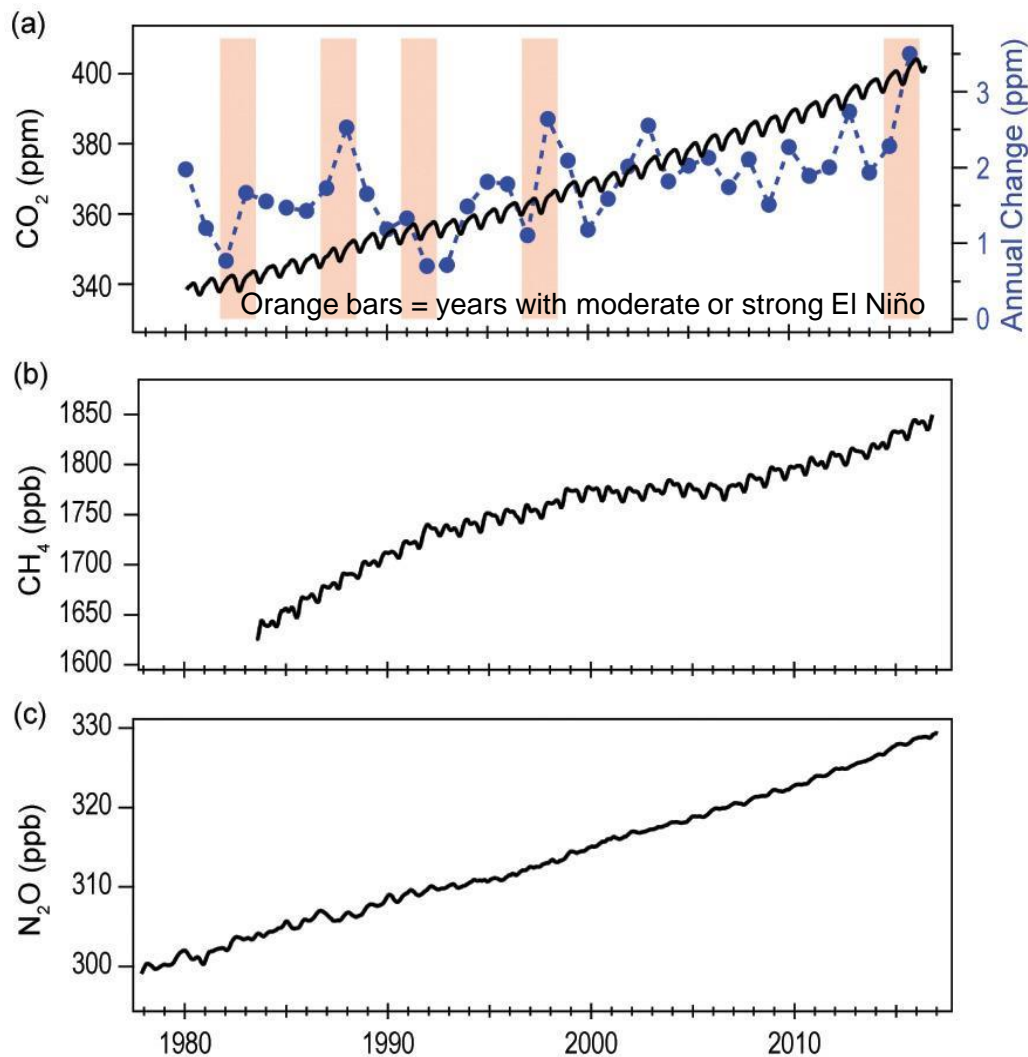 (a)
CO₂ (ppm)
400
380
360
340
Annual Change (ppm)
3
2
1
0
Orange bars = years with moderate or strong El Niño
(b)
CH₄ (ppb)
1850
1800
1750
1700
1650
1600
(c)
N₂O (ppb)
330
320
310
300
1980
1990
2000
2010